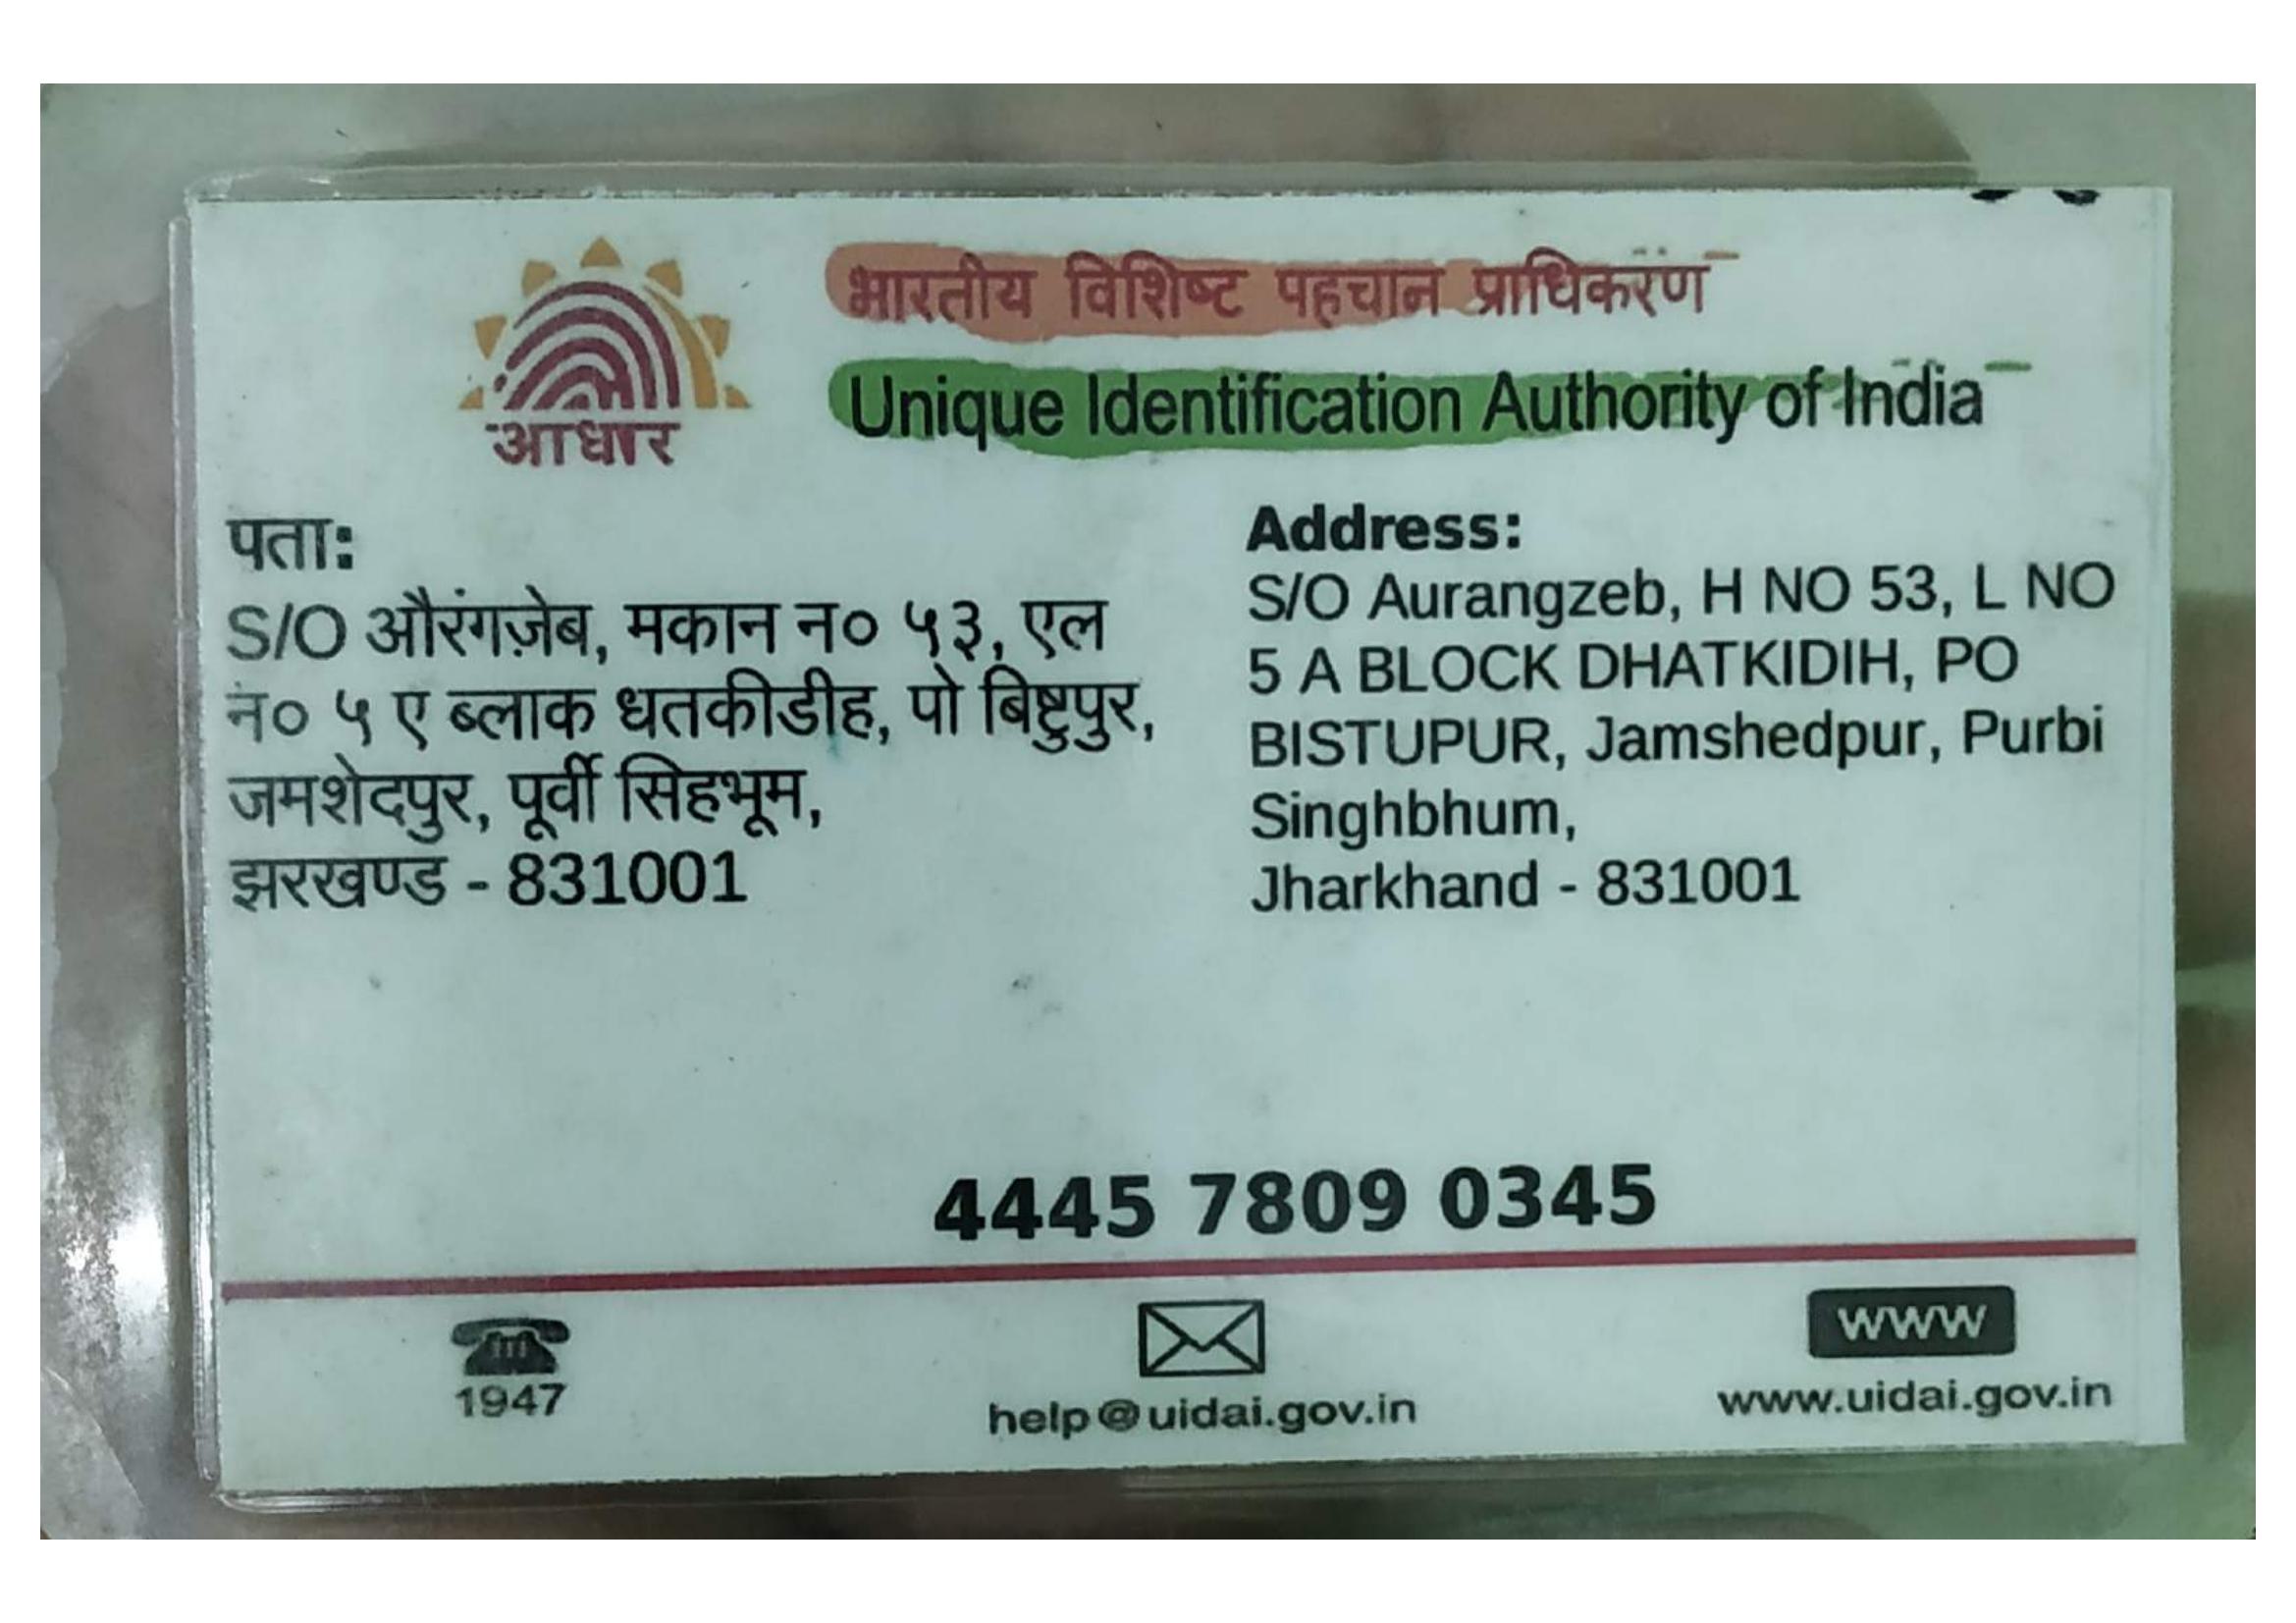 भारतीय विशिष्ट पहचान प्राधिकरण
Unique Identification Authority of India
आधार
पता:
S/O औरंगज़ेब, मकान न० ५३, एल
न० ५ ए ब्लाक धतकीडीह, पो बिष्टुपुर,
जमशेदपुर, पूर्वी सिहभूम,
झरखण्ड - 831001
Address:
S/O Aurangzeb, H NO 53, L NO
5 A BLOCK DHATKIDIH, PO
BISTUPUR, Jamshedpur, Purbi
Singhbhum,
Jharkhand - 831001
4445 7809 0345
1947
help@uidai.gov.in
WWW
www.uidai.gov.in